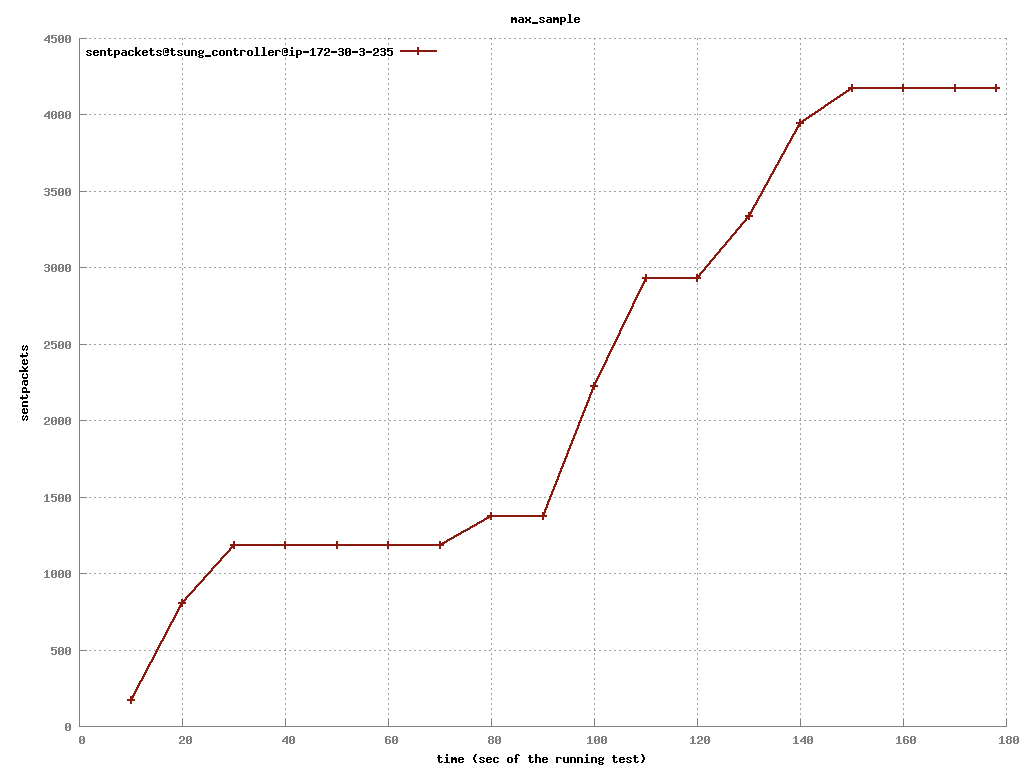 max_sample
sentpackets@tsung_controller@ip-172-30-3-235
4500
4000
3500
3000
2500
2000
1500
1000
500
0
sentpackets
0 20 40 60 80 100 120 140 160 180
time (sec of the running test)